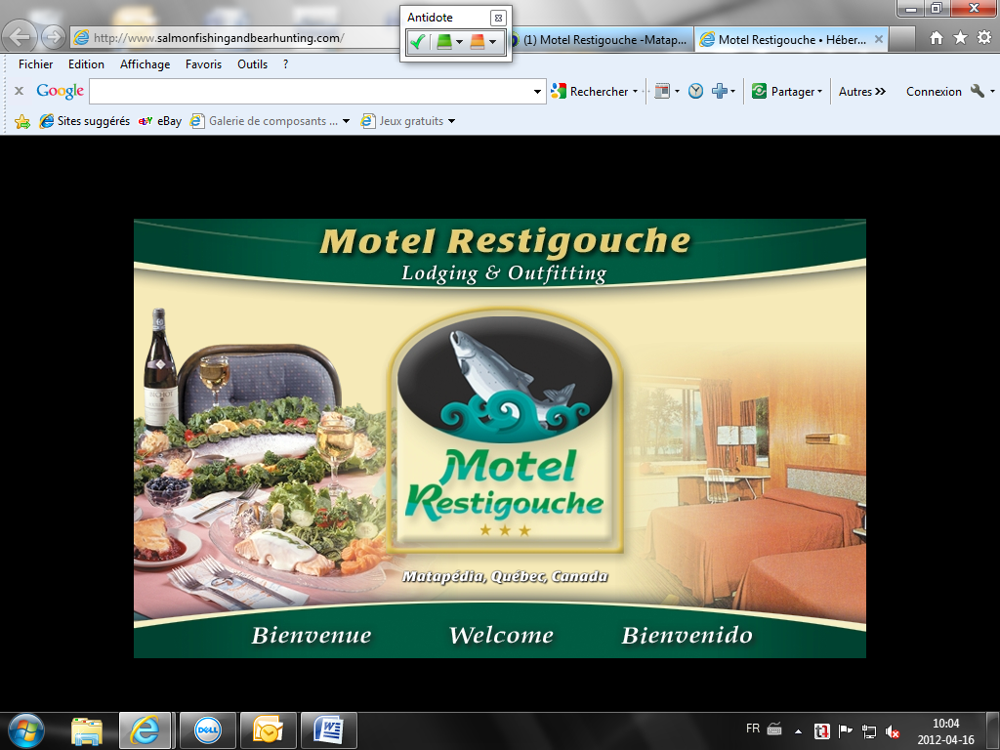 Antidote
http://www.salmonfishingandbearhunting.com/
(1) Motel Restigouche -Matap...
Motel Restigouche • Héber...
Fichier Edition Affichage Favoris Outils ?
Google Rechercher Partager Autres Connexion
Sites suggérés eBay Galerie de composants ... Jeux gratuits
Motel Restigouche
Lodging & Outfitting
Motel
Restigouche
Matapédia, Québec, Canada
Bienvenue Welcome Bienvenido
DELL
FR
10:04
2012-04-16